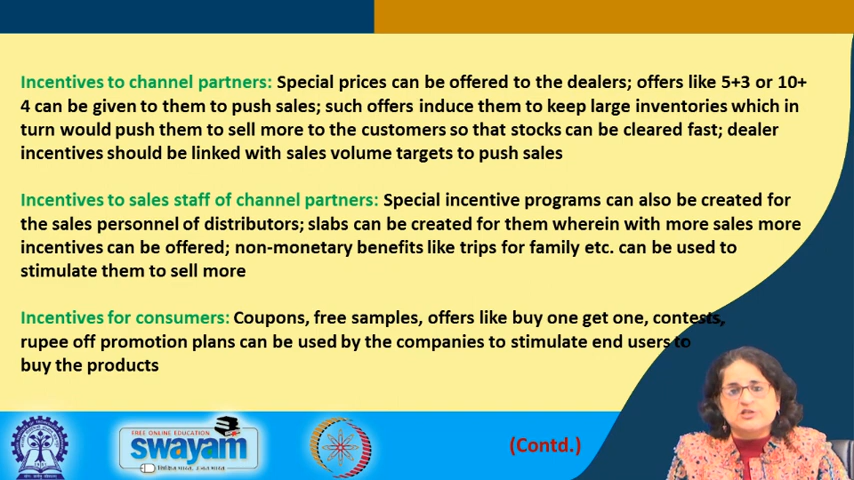 Incentives to channel partners: Special prices can be offered to the dealers; offers like 5+3 or 10+
4 can be given to them to push sales; such offers induce them to keep large inventories which in
turn would push them to sell more to the customers so that stocks can be cleared fast; dealer
incentives should be linked with sales volume targets to push sales
Incentives to sales staff of channel partners: Special incentive programs can also be created for
the sales personnel of distributors; slabs can be created for them wherein with more sales more
incentives can be offered; non-monetary benefits like trips for family etc. can be used to
stimulate them to sell more
Incentives for consumers: Coupons, free samples, offers like buy one get one, contests,
rupee off promotion plans can be used by the companies to stimulate end users to
buy the products
FREE ONLINE EDUCATION
swayam
(Contd.)